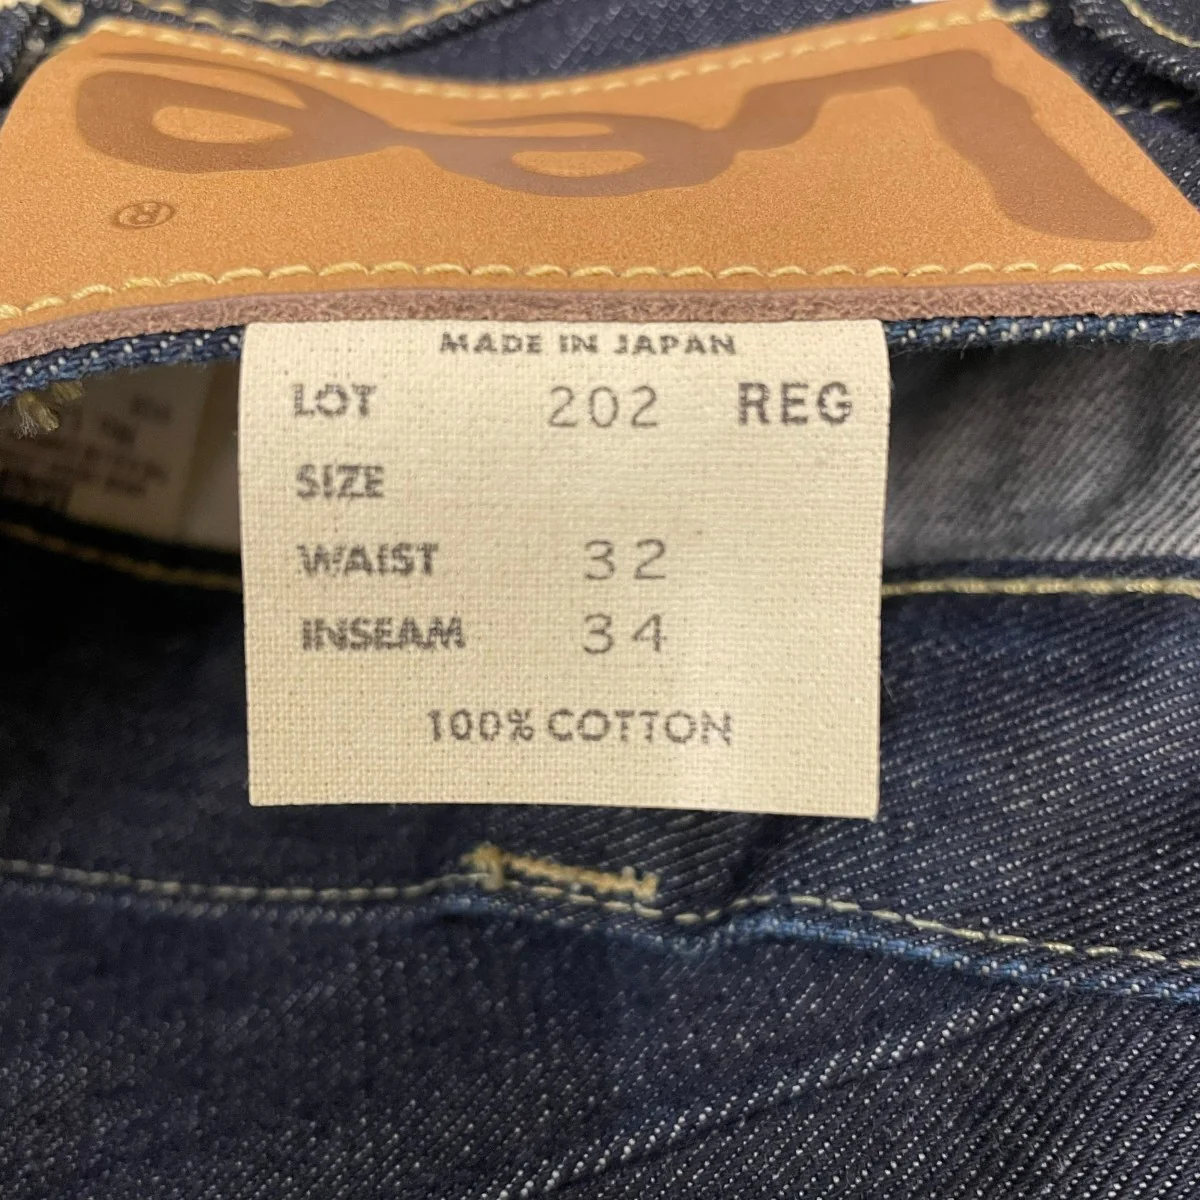 Lee
®
MADE IN JAPAN
LOT 202 REG
SIZE
WAIST 32
INSEAM 34
100% COTTON